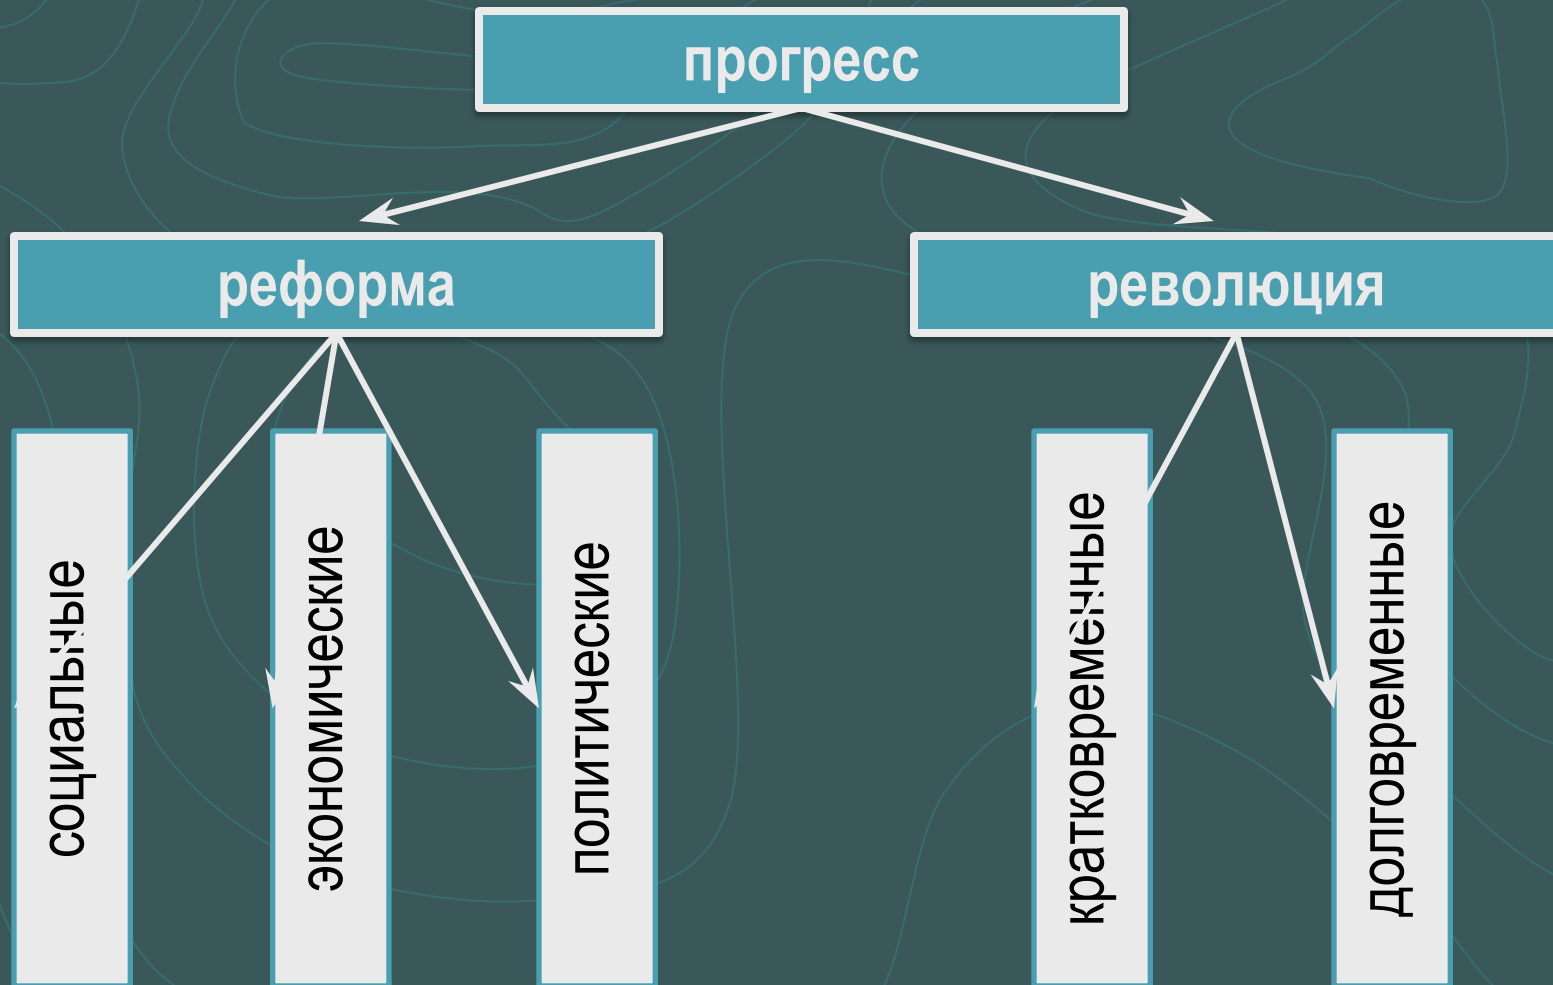 прогресс
реформа
революция
социальные
экономические
политические
кратковременные
долговременные